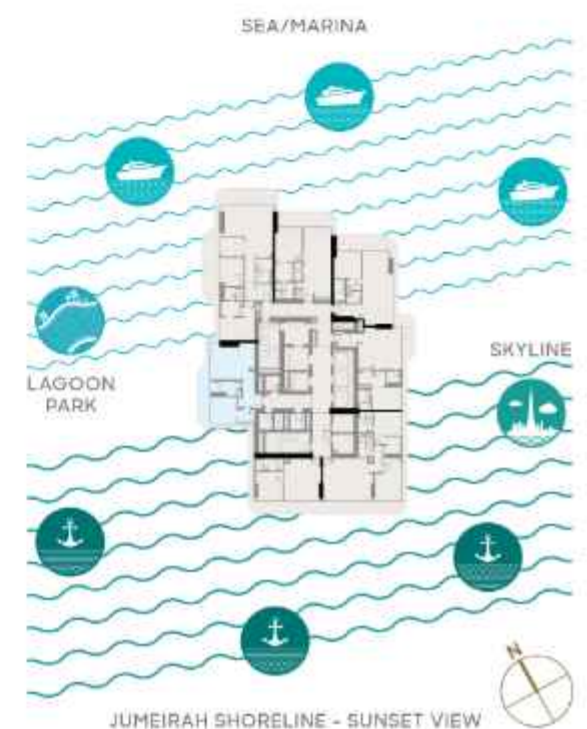 SEA/MARINA
SKYLINE
LAGOON
PARK
N
JUMEIRAH SHORELINE - SUNSET VIEW